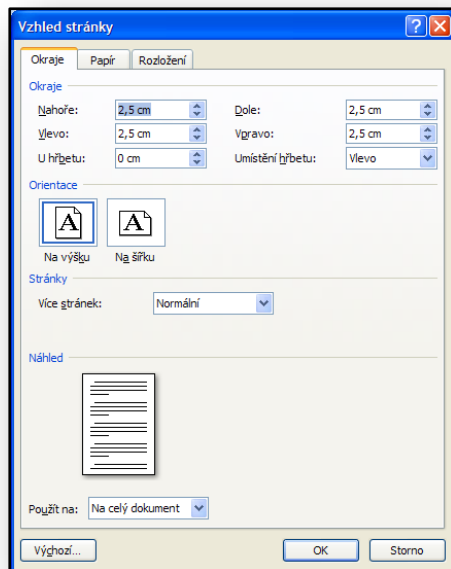 Vzhled stránky
Okraje Papír Rozložení
Okraje
Nahoře: 2,5 cm Dole: 2,5 cm
Vlevo: 2,5 cm Vpravo: 2,5 cm
U hřbetu: 0 cm Umístění hřbetu: Vlevo
Orientace
A A
Na výšku Na šířku
Stránky
Více stránek: Normální
Náhled
Použít na: Na celý dokument
Výchozí... OK Storno